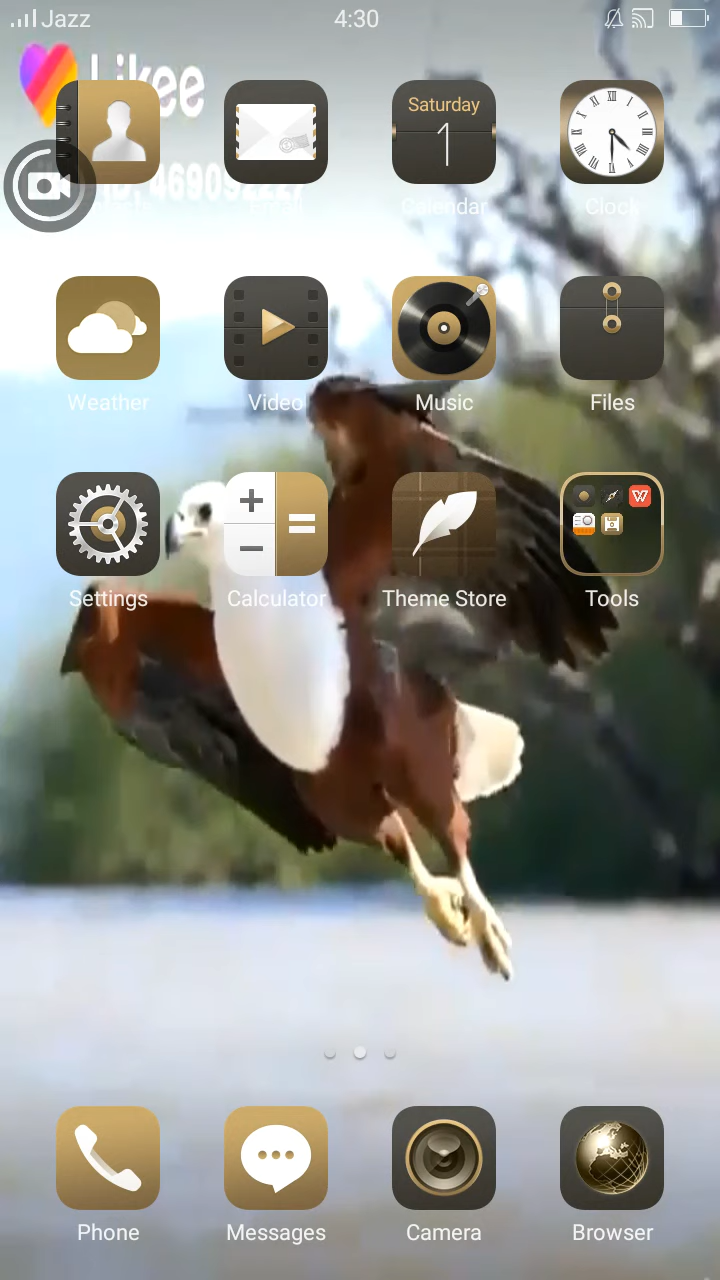 Jazz 4:30
Likee
Saturday
1
Calendar Clock
Weather Video Music Files
W
Settings Calculator Theme Store Tools
Phone Messages Camera Browser